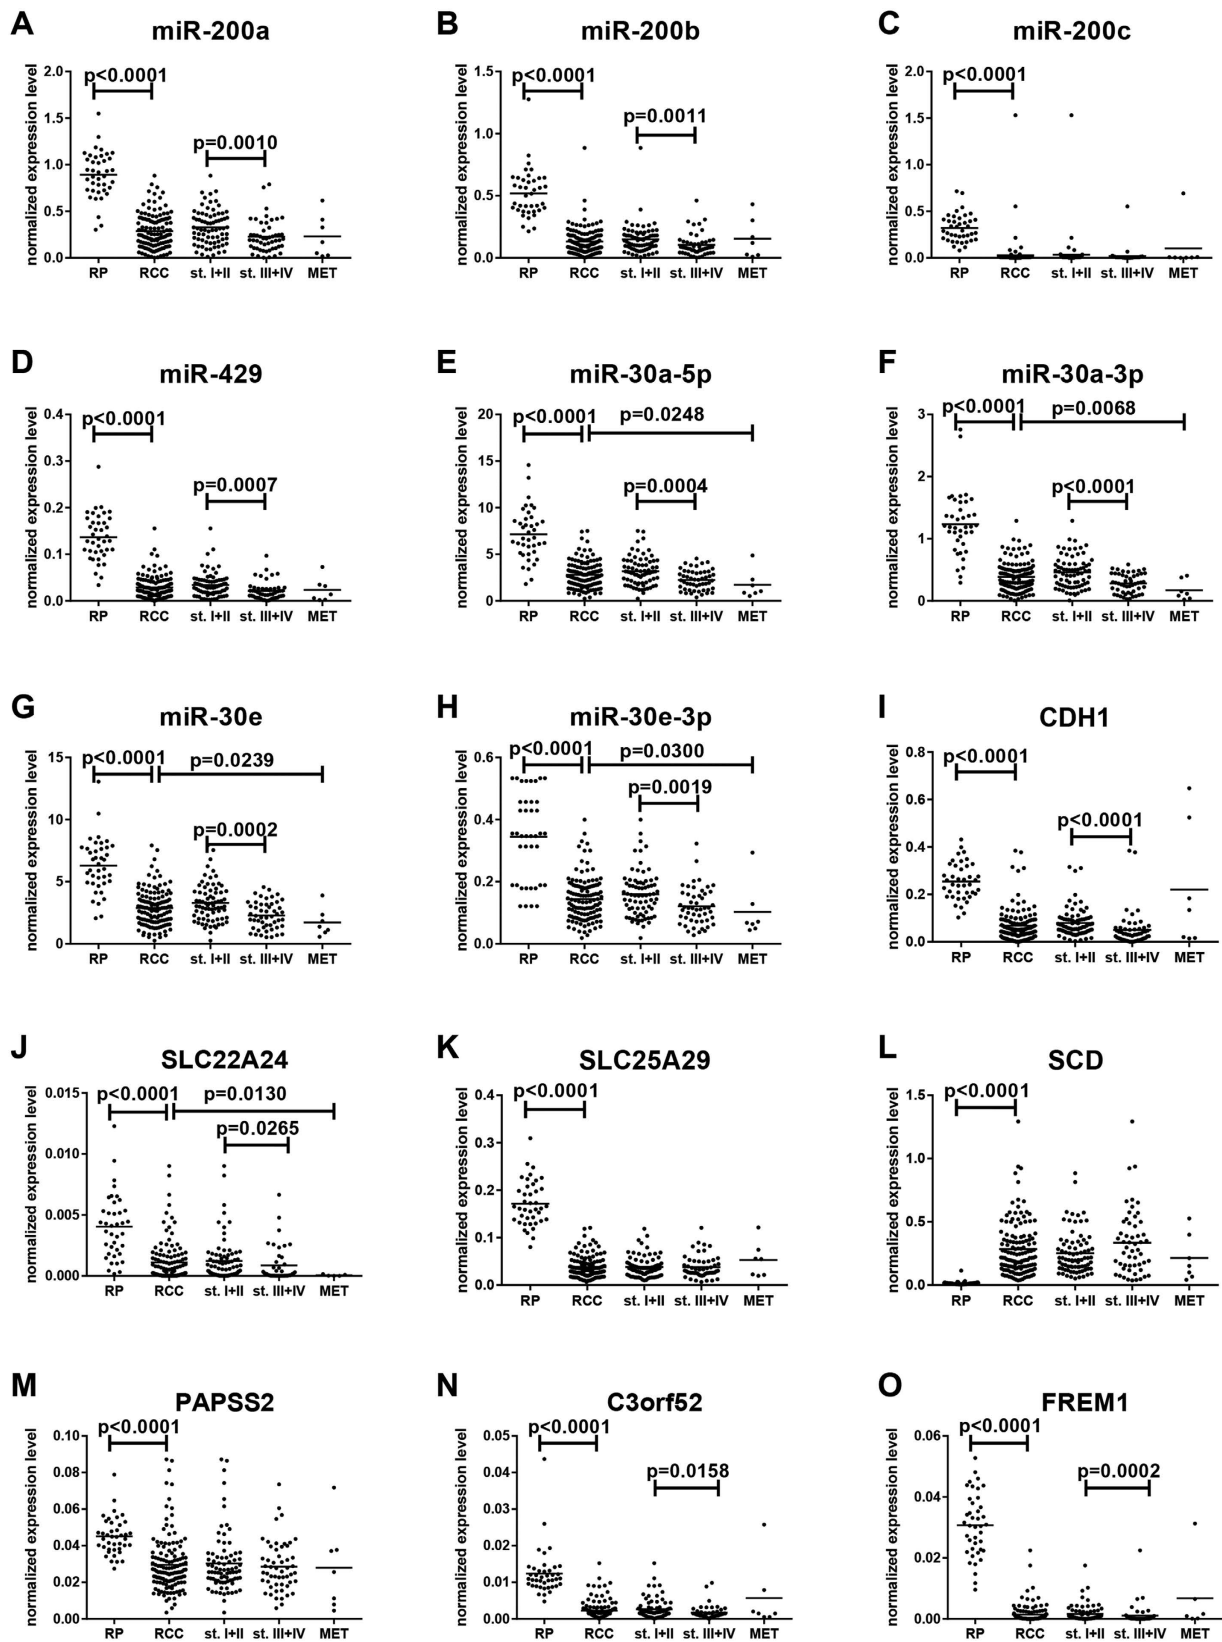 A
miR-200a
normalized expression level
2.0
1.5
1.0
0.5
0.0
p<0.0001
p=0.0010
RP RCC st. I+II st. III+IV MET
B
miR-200b
normalized expression level
1.5
1.0
0.5
0.0
p<0.0001
p=0.0011
RP RCC st. I+II st. III+IV MET
C
miR-200c
normalized expression level
2.0
1.5
1.0
0.5
0.0
p<0.0001
RP RCC st. I+II st. III+IV MET
D
miR-429
normalized expression level
0.4
0.3
0.2
0.1
0.0
p<0.0001
p=0.0007
RP RCC st. I+II st. III+IV MET
E
miR-30a-5p
normalized expression level
20
15
10
5
0
p<0.0001
p=0.0248
p=0.0004
RP RCC st. I+II st. III+IV MET
F
miR-30a-3p
normalized expression level
3
2
1
0
p<0.0001
p=0.0068
p<0.0001
RP RCC st. I+II st. III+IV MET
G
miR-30e
normalized expression level
15
10
5
0
p<0.0001
p=0.0239
p=0.0002
RP RCC st. I+II st. III+IV MET
H
miR-30e-3p
normalized expression level
0.6
0.4
0.2
0.0
p<0.0001
p=0.0300
p=0.0019
RP RCC st. I+II st. III+IV MET
I
CDH1
normalized expression level
0.8
0.6
0.4
0.2
0.0
p<0.0001
p<0.0001
RP RCC st. I+II st. III+IV MET
J
SLC22A24
normalized expression level
0.015
0.010
0.005
0.000
p<0.0001
p=0.0130
p=0.0265
RP RCC st. I+II st. III+IV MET
K
SLC25A29
normalized expression level
0.4
0.3
0.2
0.1
0.0
p<0.0001
RP RCC st. I+II st. III+IV MET
L
SCD
normalized expression level
1.5
1.0
0.5
0.0
p<0.0001
RP RCC st. I+II st. III+IV MET
M
PAPSS2
normalized expression level
0.10
0.08
0.06
0.04
0.02
0.00
p<0.0001
RP RCC st. I+II st. III+IV MET
N
C3orf52
normalized expression level
0.05
0.04
0.03
0.02
0.01
0.00
p<0.0001
p=0.0158
RP RCC st. I+II st. III+IV MET
O
FREM1
normalized expression level
0.06
0.04
0.02
0.00
p<0.0001
p=0.0002
RP RCC st. I+II st. III+IV MET